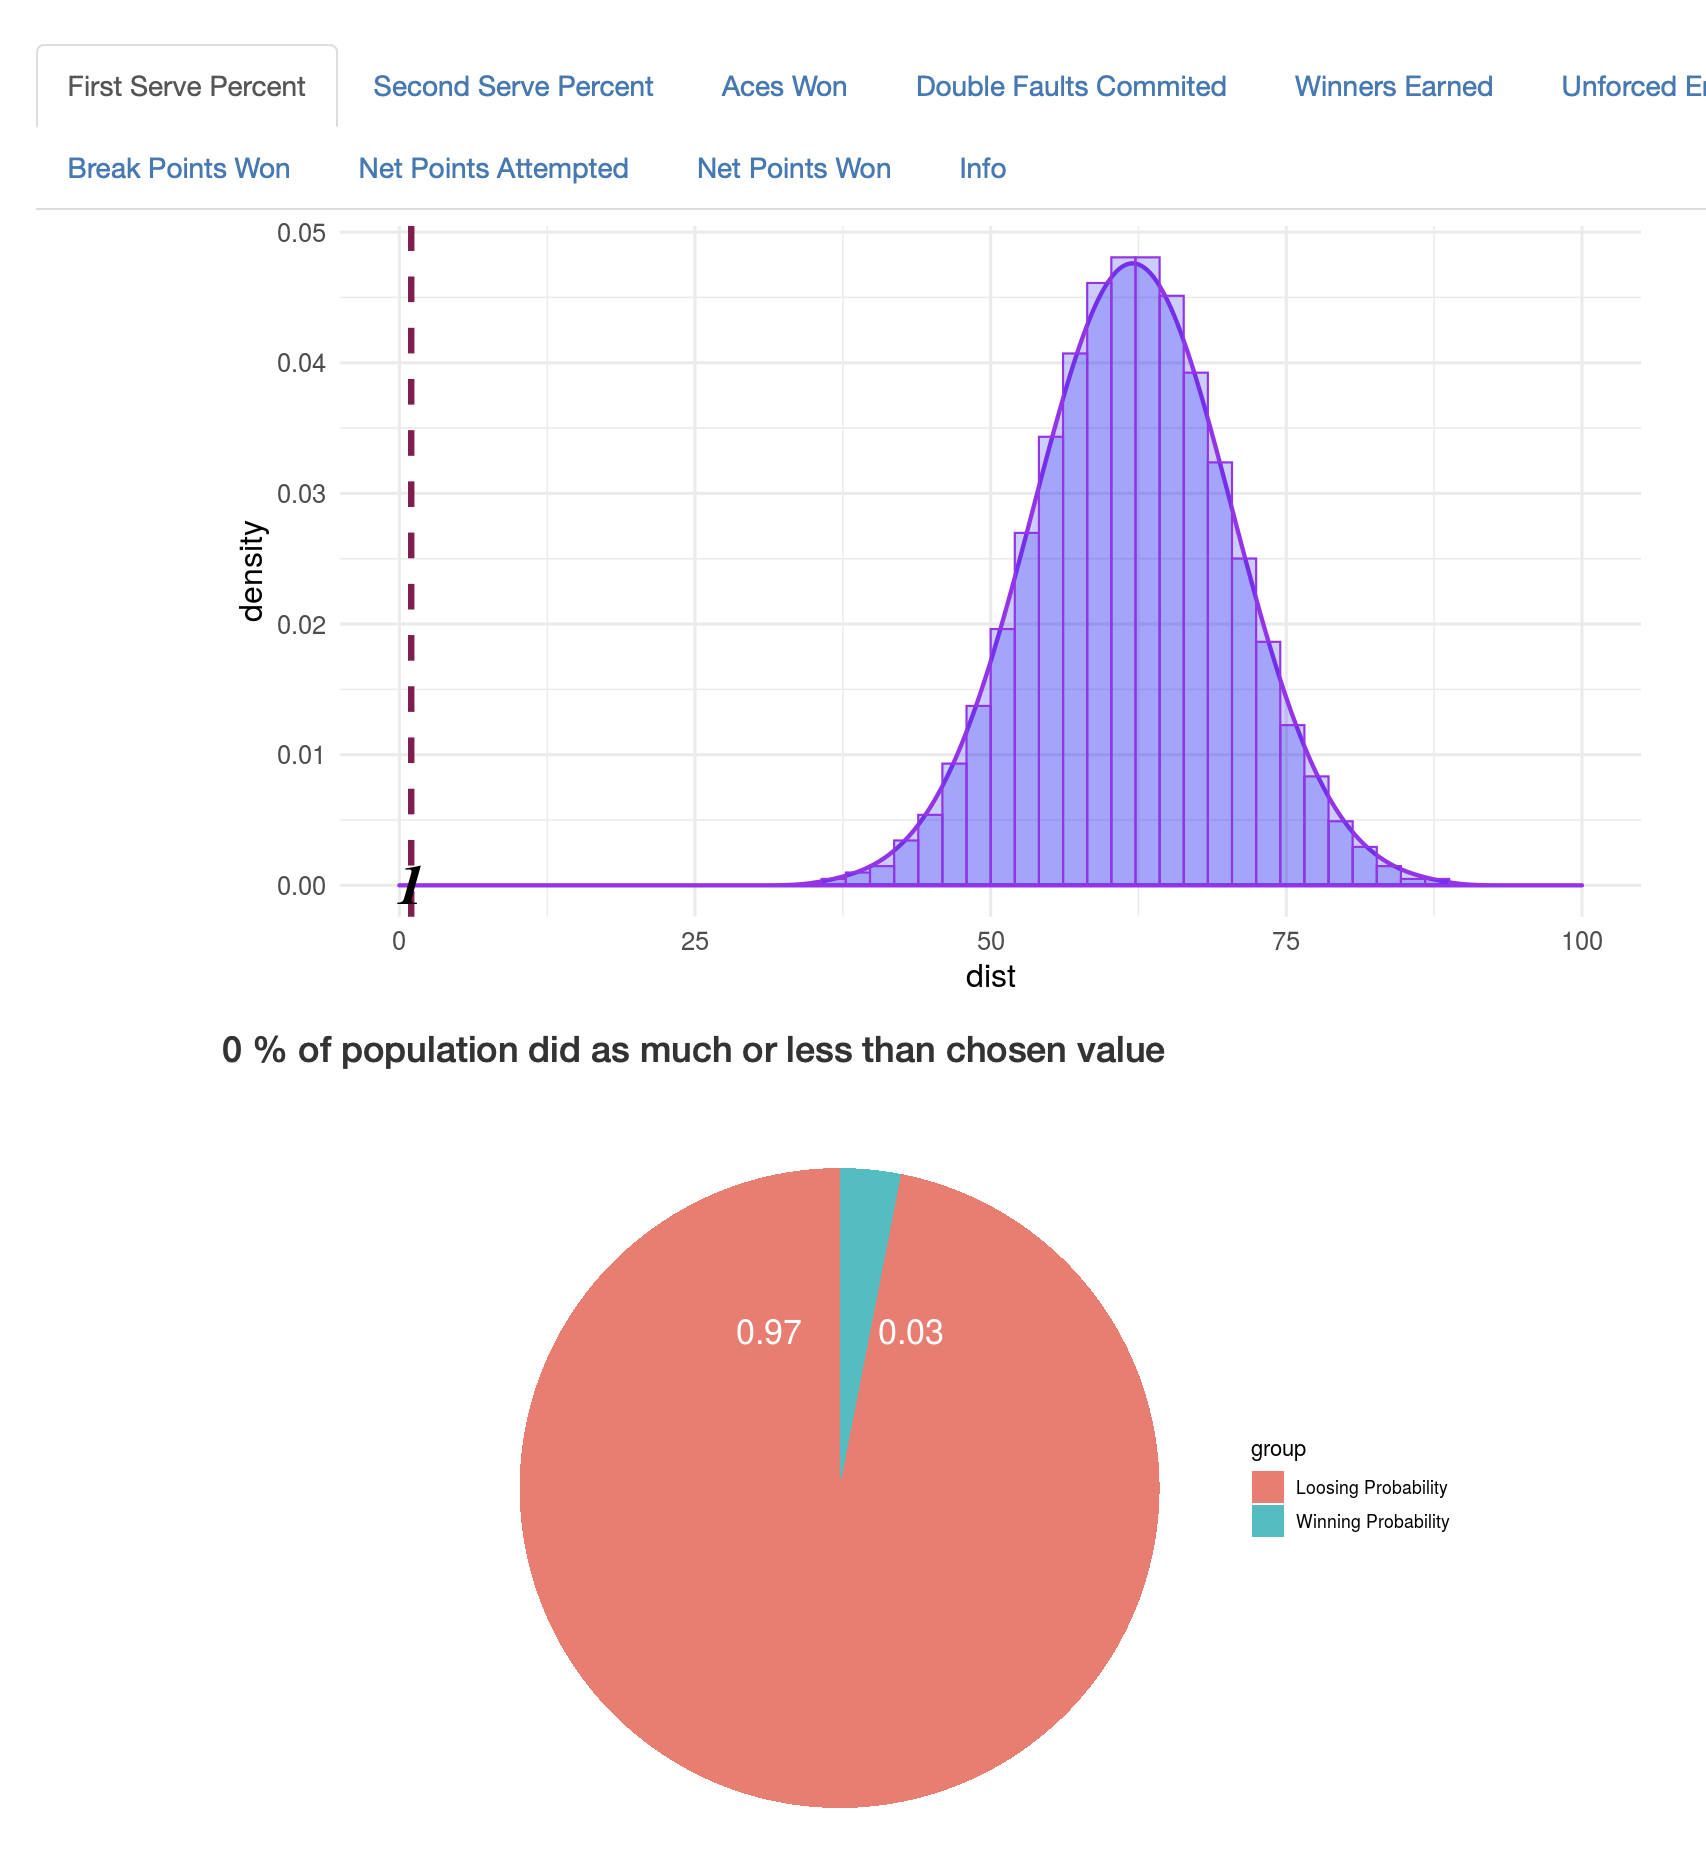 First Serve Percent Second Serve Percent Aces Won Double Faults Commited Winners Earned Unforced
Break Points Won Net Points Attempted Net Points Won Info
0.05
0.04
0.03
0.02
0.01
0.00
density
1
0 25 50 75 100
dist
0 % of population did as much or less than chosen value
0.97 0.03
group
Loosing Probability
Winning Probability